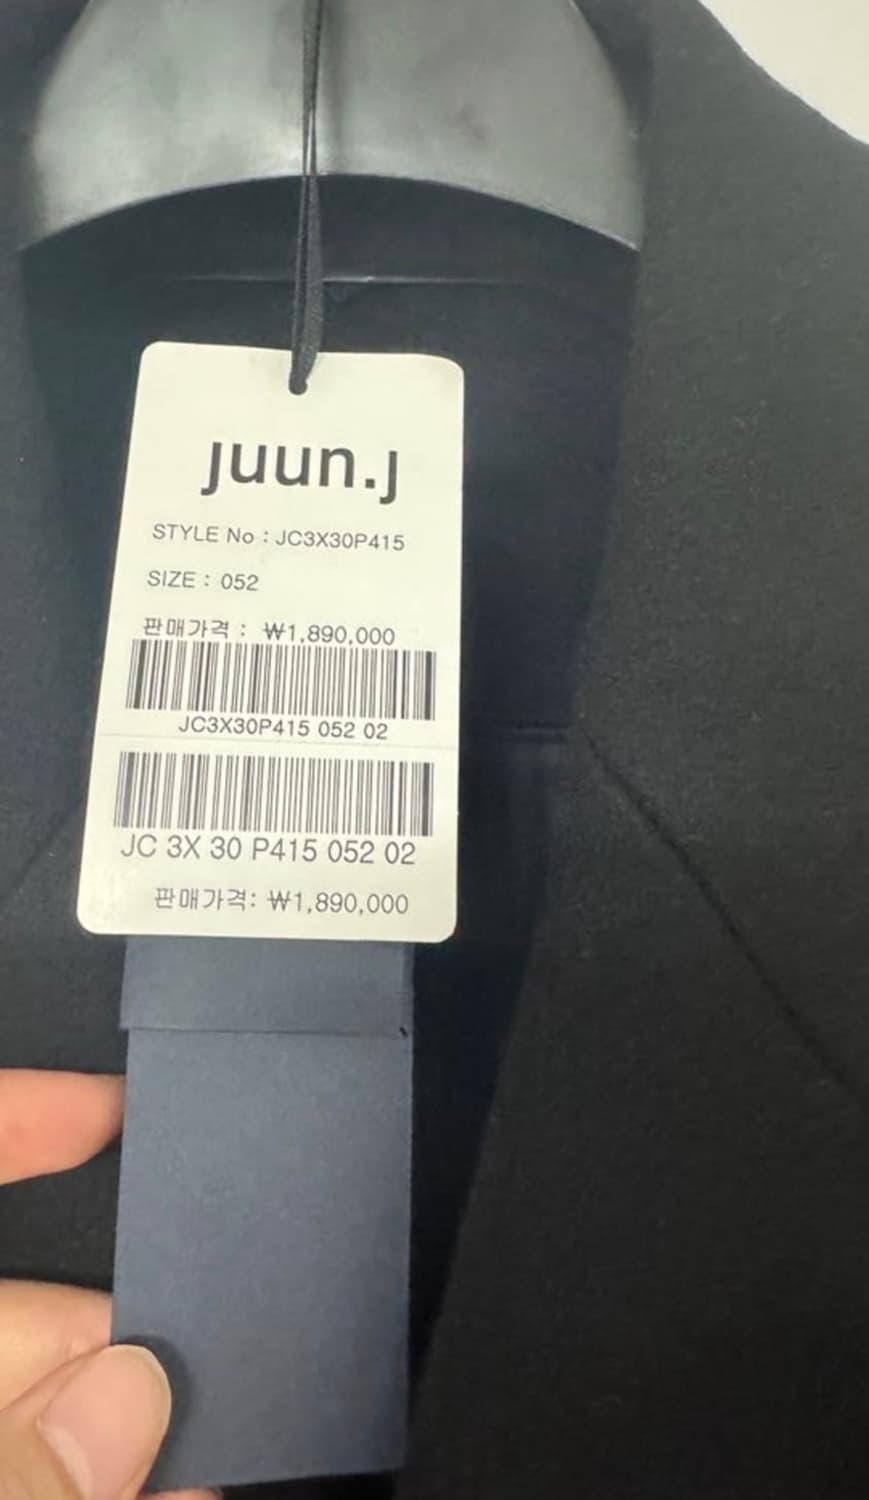 juun.j
STYLE No : JC3X30P415
SIZE : 052
판매가격 : ₩1,890,000
JC3X30P415 052 02
JC 3X 30 P415 052 02
판매가격: ₩1,890,000